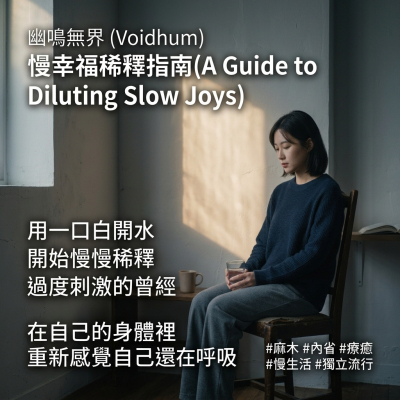 幽鳴無界 (Voidhum)
慢幸福稀釋指南(A Guide to
Diluting Slow Joys)
用一口白開水
開始慢慢稀釋
過度刺激的曾經
在自己的身體裡
重新感覺自己還在呼吸
#麻木 #內省 #療癒
#慢生活 #獨立流行